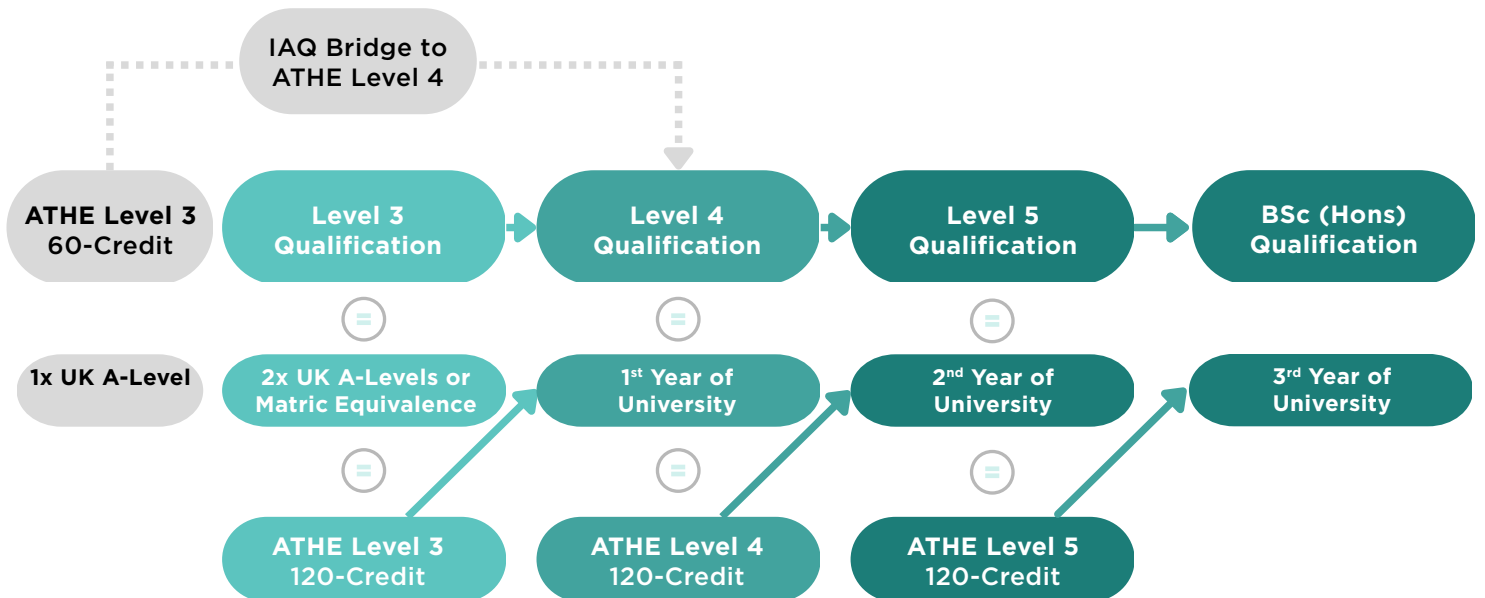 IAQ Bridge to
ATHE Level 4
ATHE Level 3
60-Credit
Level 3
Qualification
Level 4
Qualification
Level 5
Qualification
BSc (Hons)
Qualification
=
=
=
1x UK A-Level
2x UK A-Levels or
Matric Equivalence
1st Year of
University
2nd Year of
University
3rd Year of
University
=
=
=
ATHE Level 3
120-Credit
ATHE Level 4
120-Credit
ATHE Level 5
120-Credit